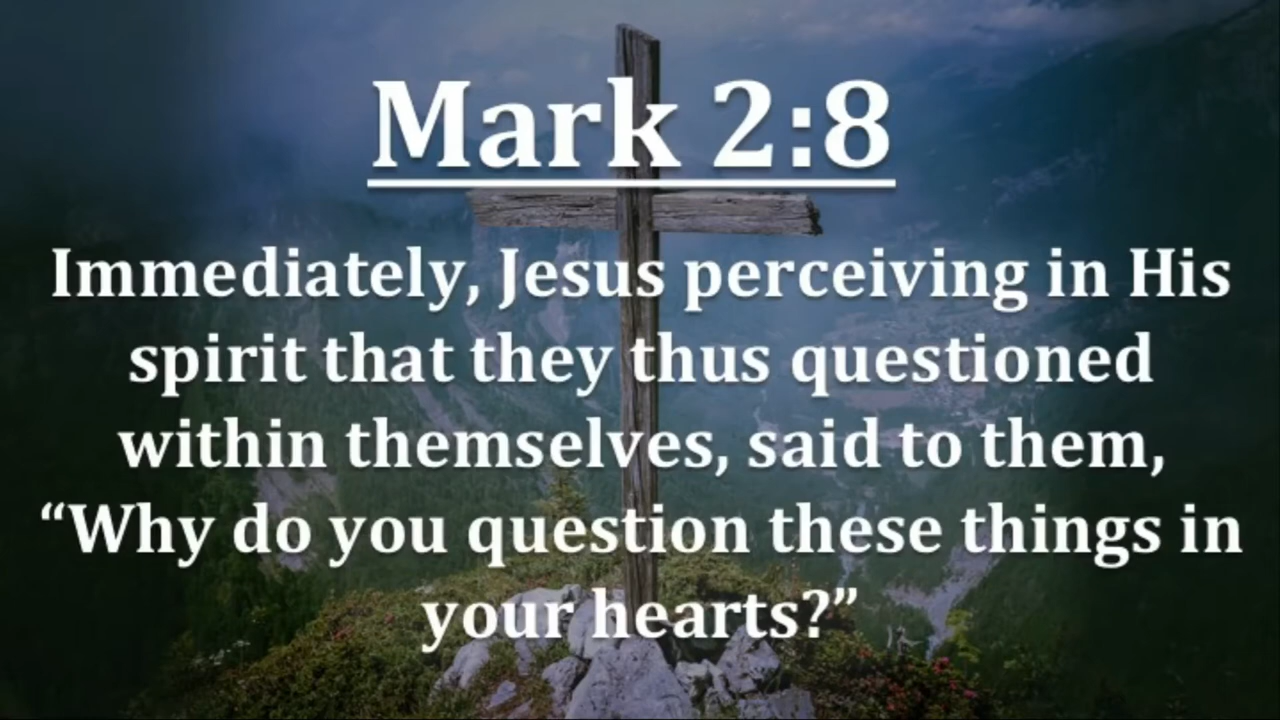 Mark 2:8
Immediately, Jesus perceiving in His
spirit that they thus questioned
within themselves, said to them,
“Why do you question these things in
your hearts?”